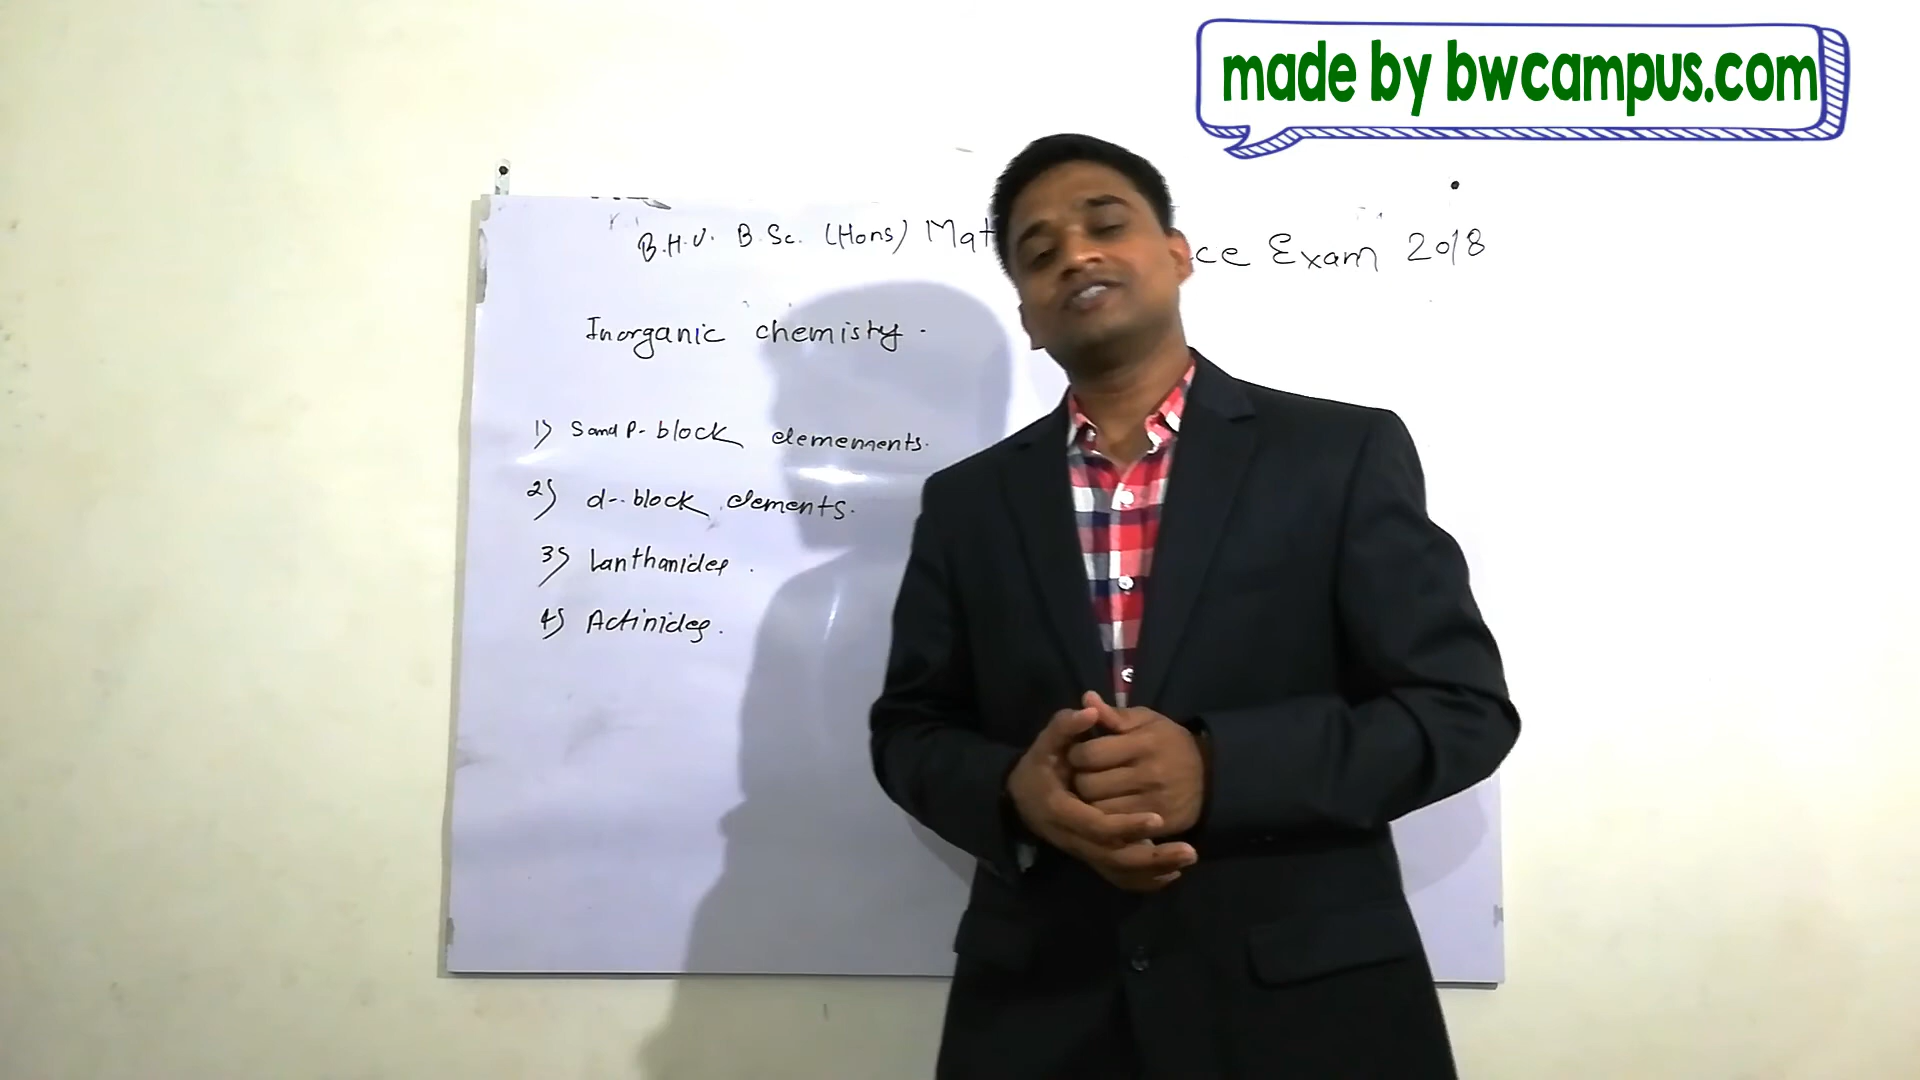 made by bwcampus.com
B.H.U. B.Sc. (Hons) Mat ce Exam 2018
Inorganic chemistry.
1) S and P- block elemements.
2) d-- block elements.
3) Lanthanides.
4) Actinides.